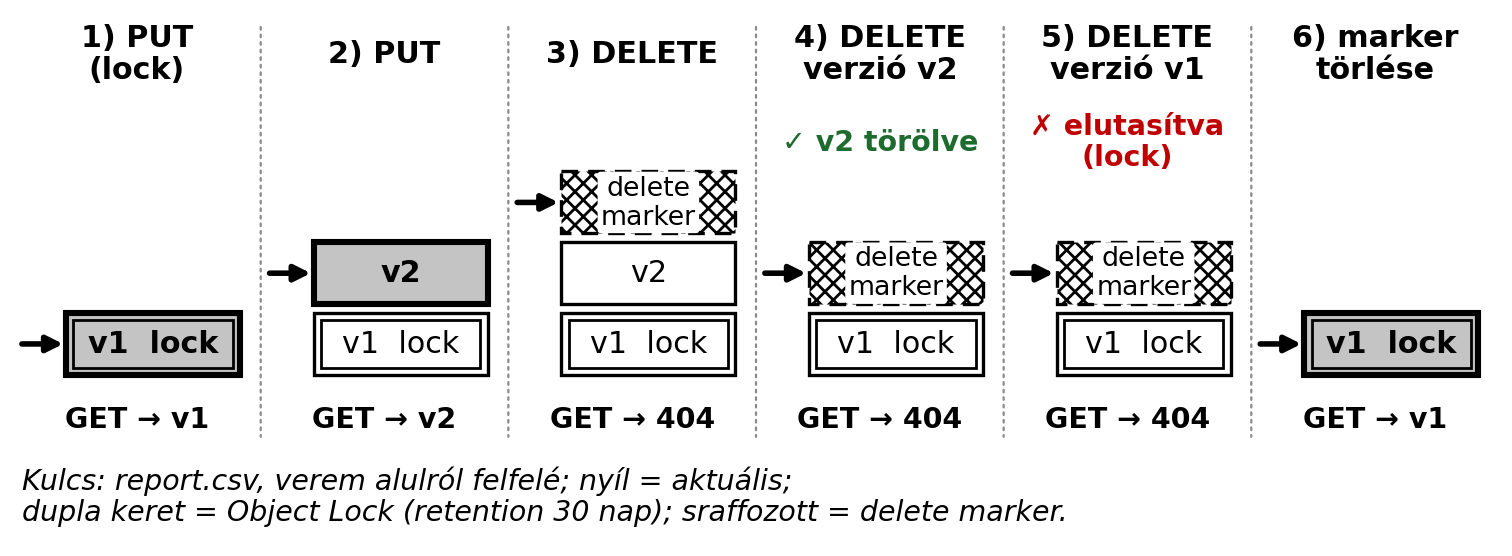 1) PUT
(lock)
2) PUT
3) DELETE
4) DELETE
verzió v2
5) DELETE
verzió v1
6) marker
törlése
✓ v2 törölve
✗ elutasítva
(lock)
delete
marker
v2
v2
delete
marker
delete
marker
v1 lock
v1 lock
v1 lock
v1 lock
v1 lock
v1 lock
GET → v1
GET → v2
GET → 404
GET → 404
GET → 404
GET → v1
Kulcs: report.csv, verem alulról felfelé; nyíl = aktuális;
dupla keret = Object Lock (retention 30 nap); sraffozott = delete marker.